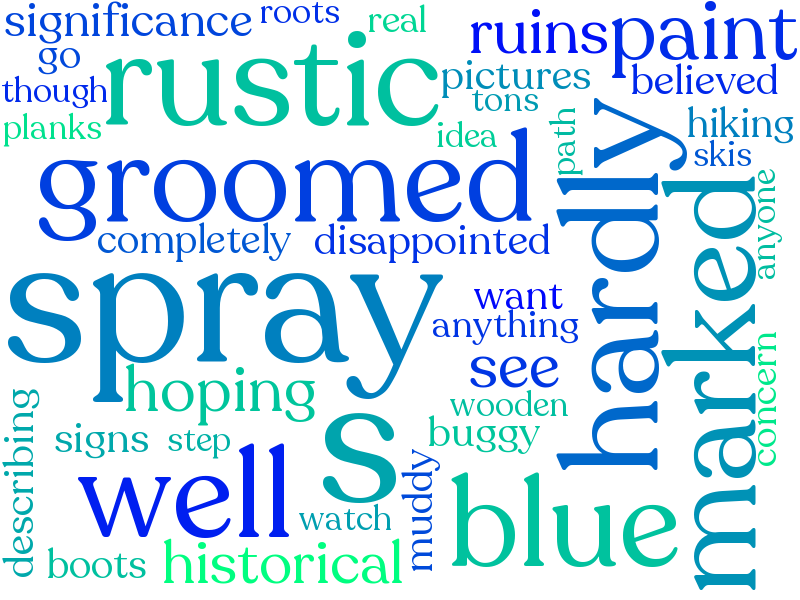 significance
roots
real
ruins
paint
go
rustic
pictures
believed
though
tons
planks
idea
path
hardly
hiking
skis
groomed
completely
disappointed
marked
anyone
spray
want
anything
see
hoping
wooden
buggy
concern
describing
signs
step
s
well
muddy
blue
watch
boots
historical